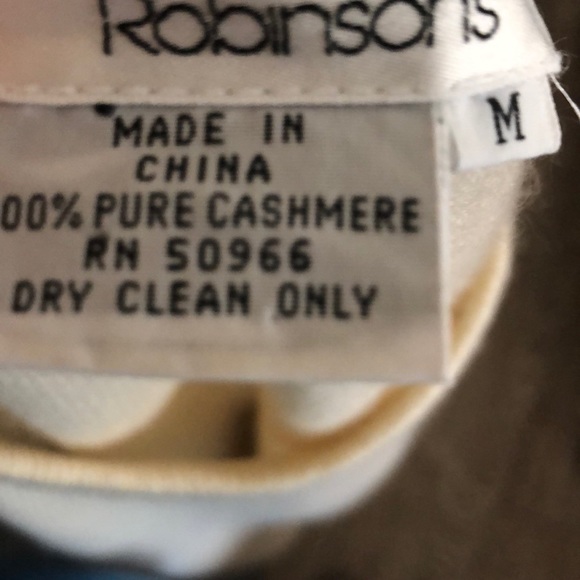 Robinson's
M
MADE IN
CHINA
00% PURE CASHMERE
RN 50966
DRY CLEAN ONLY